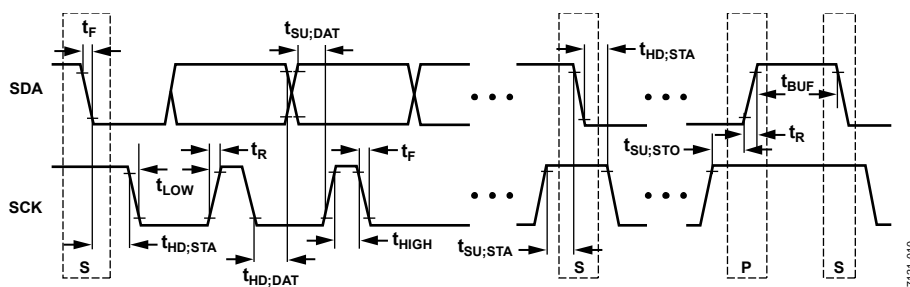 tF
tSU;DAT
tHD;STA
SDA
tBUF
tR
tF
tR
tSU;STO
tLOW
SCK
tHD;STA
tHIGH
tSU;STA
tHD;DAT
S
S
P
S